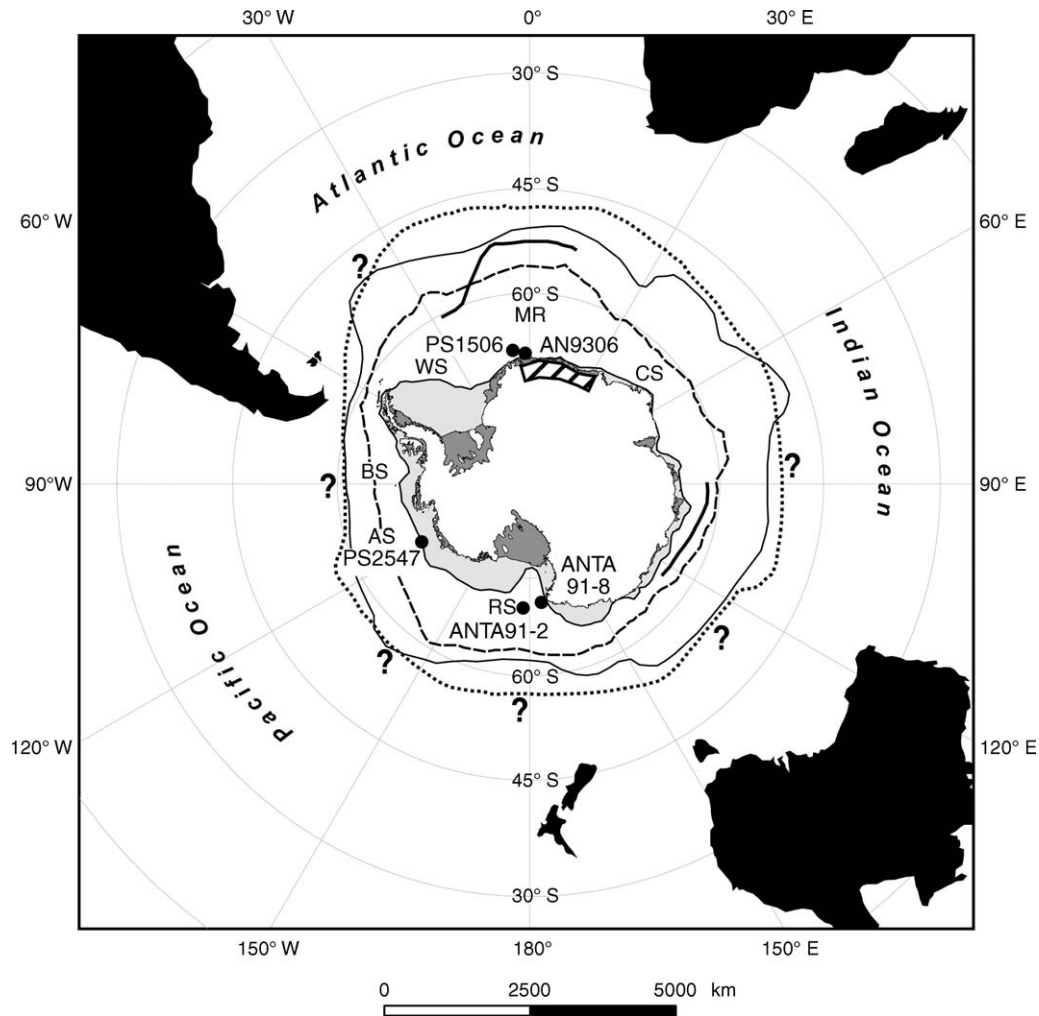 30° W 0° 30° E
30° S
Atlantic Ocean
45° S
60° W
60° E
?
60° S
MR
PS1506 AN9306
WS
CS
Indian Ocean
90°W
BS
?
?
90° E
AS
PS2547
ANTA
91-8
RS
ANTA91-2
Pacific Ocean
?
60° S
?
?
120° W
120° E
45° S
30° S
150° W 180° 150° E
0 2500 5000 km